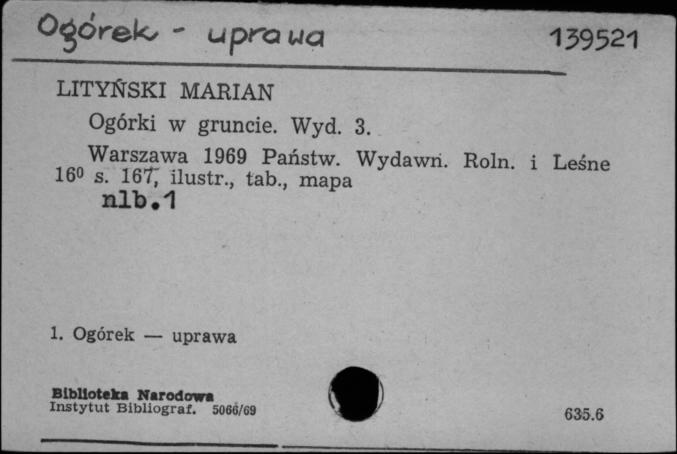 Ogórek - uprawa 139521
LITYŃSKI MARIAN
Ogórki w gruncie. Wyd. 3.
Warszawa 1969 Państw. Wydawn. Roln. i Leśne
16⁰ s. 167, ilustr., tab., mapa
nlb.1
1. Ogórek — uprawa
Biblioteka Narodowa
Instytut Bibliograf. 5066/69
635.6